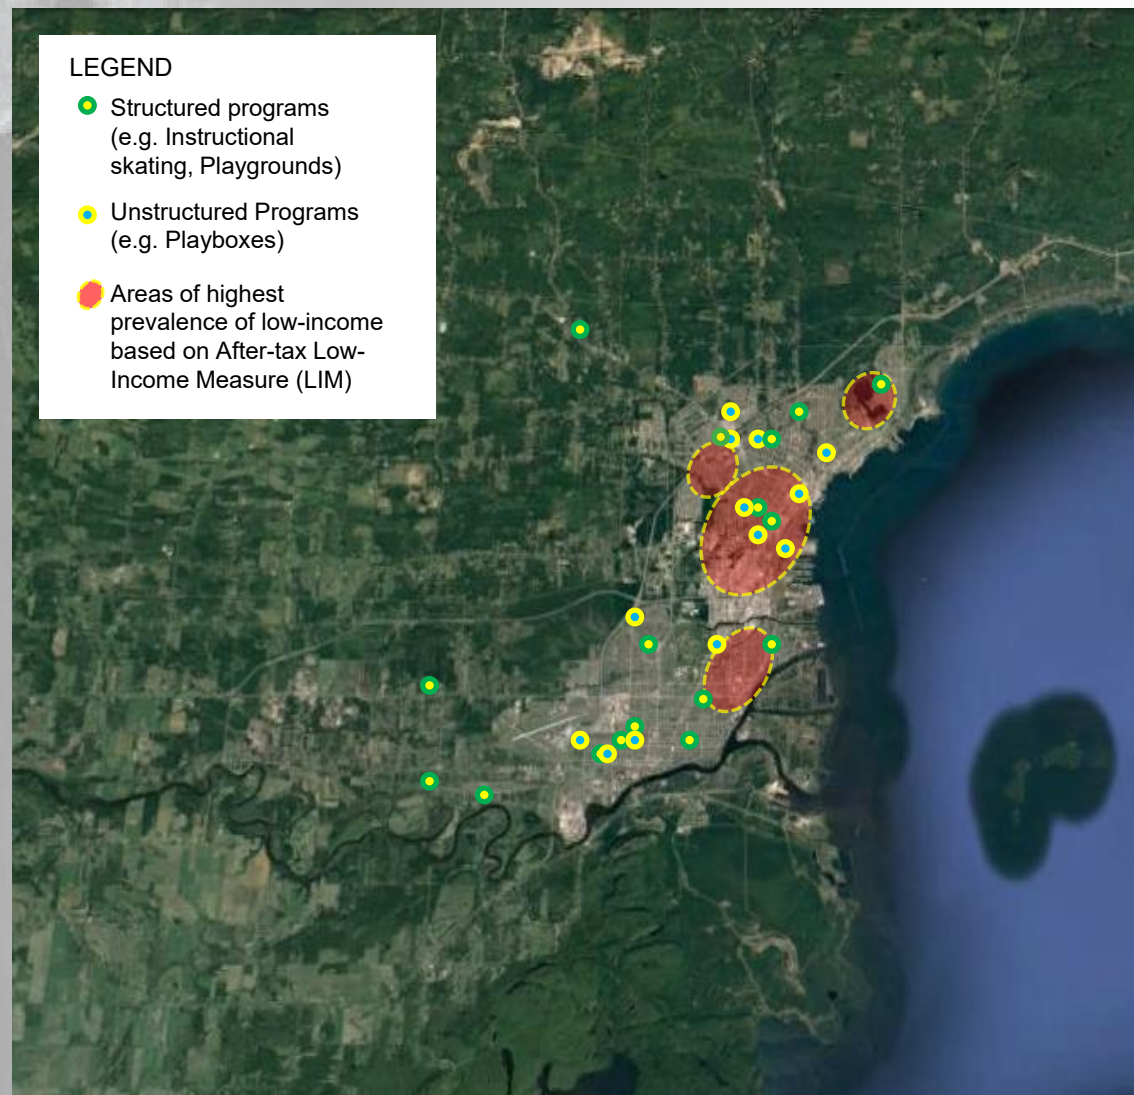 LEGEND
Structured programs
(e.g. Instructional
skating, Playgrounds)
Unstructured Programs
(e.g. Playboxes)
Areas of highest
prevalence of low-income
based on After-tax Low-
Income Measure (LIM)